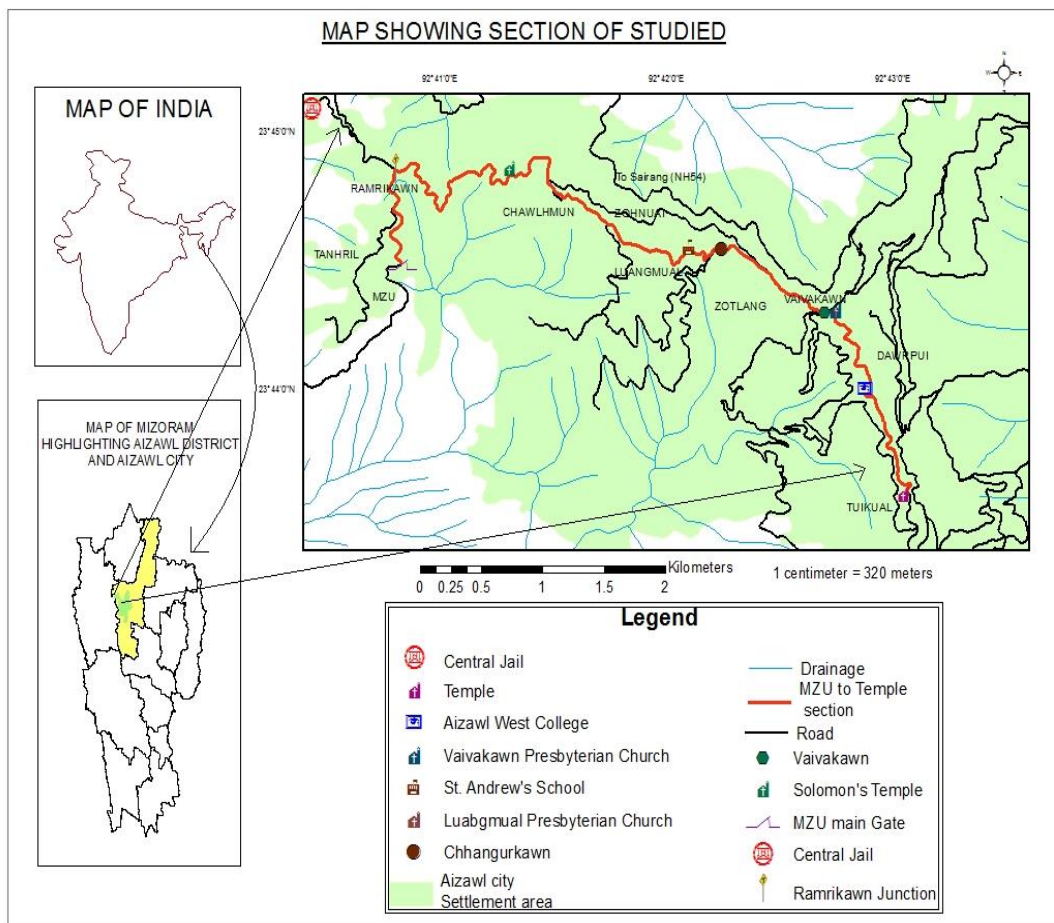 MAP SHOWING SECTION OF STUDIED
MAP OF INDIA
N
W
E
92°41'0"E
92°42'0"E
92°43'0"E
23°45'0"N
23°44'0"N
RAMRIKAWN
To Sairang (NH54)
CHAWLHMUN
ZOHNUAI
TANHRIL
LUANGMUAL
MZU
ZOTLANG
VAIVAKAWN
DAWRPUI
TUIKUAL
MAP OF MIZORAM
HIGHLIGHTING AIZAWL DISTRICT
AND AIZAWL CITY
Kilometers
0 0.25 0.5 1 1.5 2
1 centimeter = 320 meters
Legend
Central Jail
Temple
Aizawl West College
Vaivakawn Presbyterian Church
St. Andrew's School
Luabgmual Presbyterian Church
Chhangurkawn
Aizawl city
Settlement area
Drainage
MZU to Temple
section
Road
Vaivakawn
Solomon's Temple
MZU main Gate
Central Jail
Ramrikawn Junction